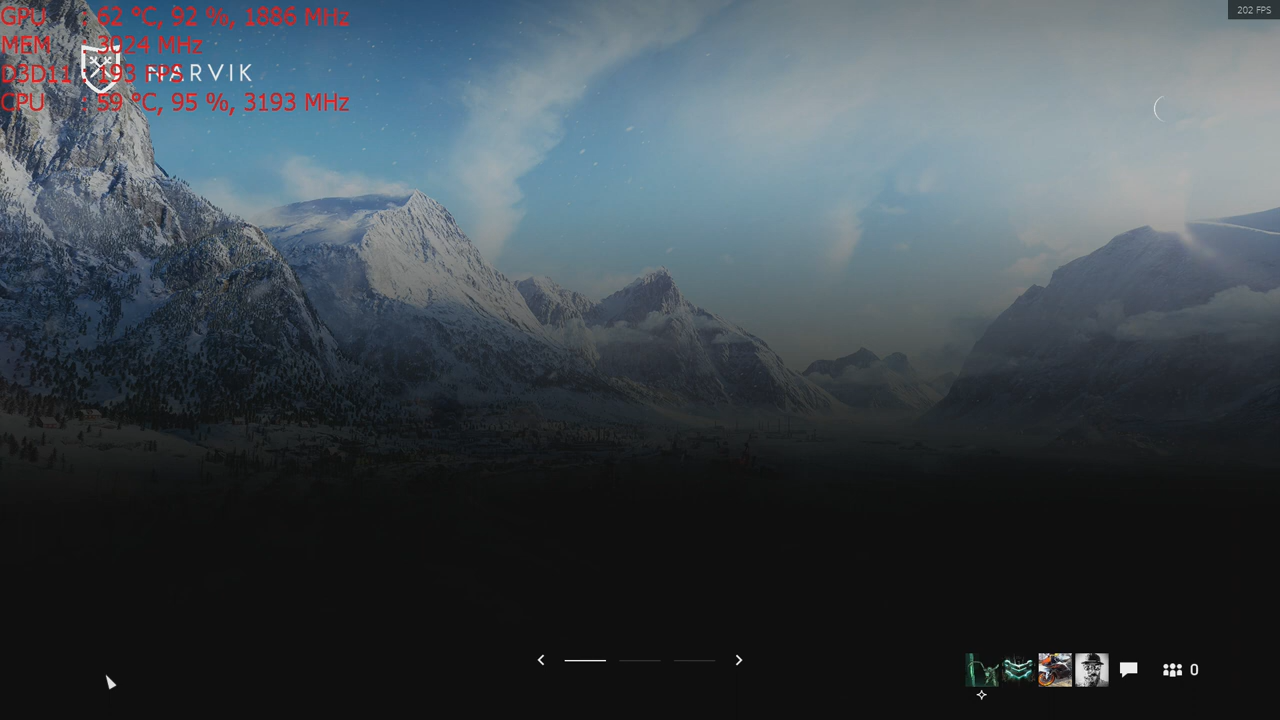 GPU : 62 °C, 92 %, 1886 MHz
202 FPS
MEM : 3024 MHz
D3D11 : 193 FPS
NARVIK
CPU : 59 °C, 95 %, 3193 MHz
0